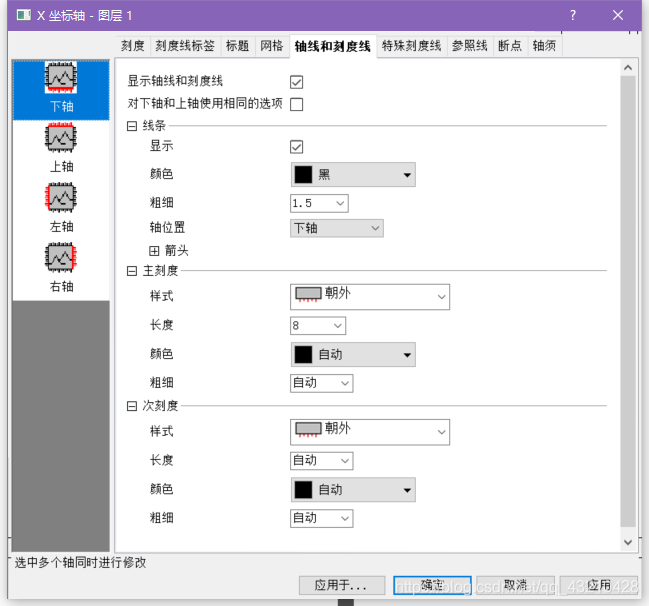 X 坐标轴 - 图层 1
刻度 刻度线标签 标题 网格 轴线和刻度线 特殊刻度线 参照线 断点 轴须
下轴
上轴
左轴
右轴
显示轴线和刻度线
对下轴和上轴使用相同的选项
线条
显示
颜色 黑
粗细 1.5
轴位置 下轴
箭头
主刻度
样式 朝外
长度 8
颜色 自动
粗细 自动
次刻度
样式 朝外
长度 自动
颜色 自动
粗细 自动
选中多个轴同时进行修改
应用于... 确定 取消 应用